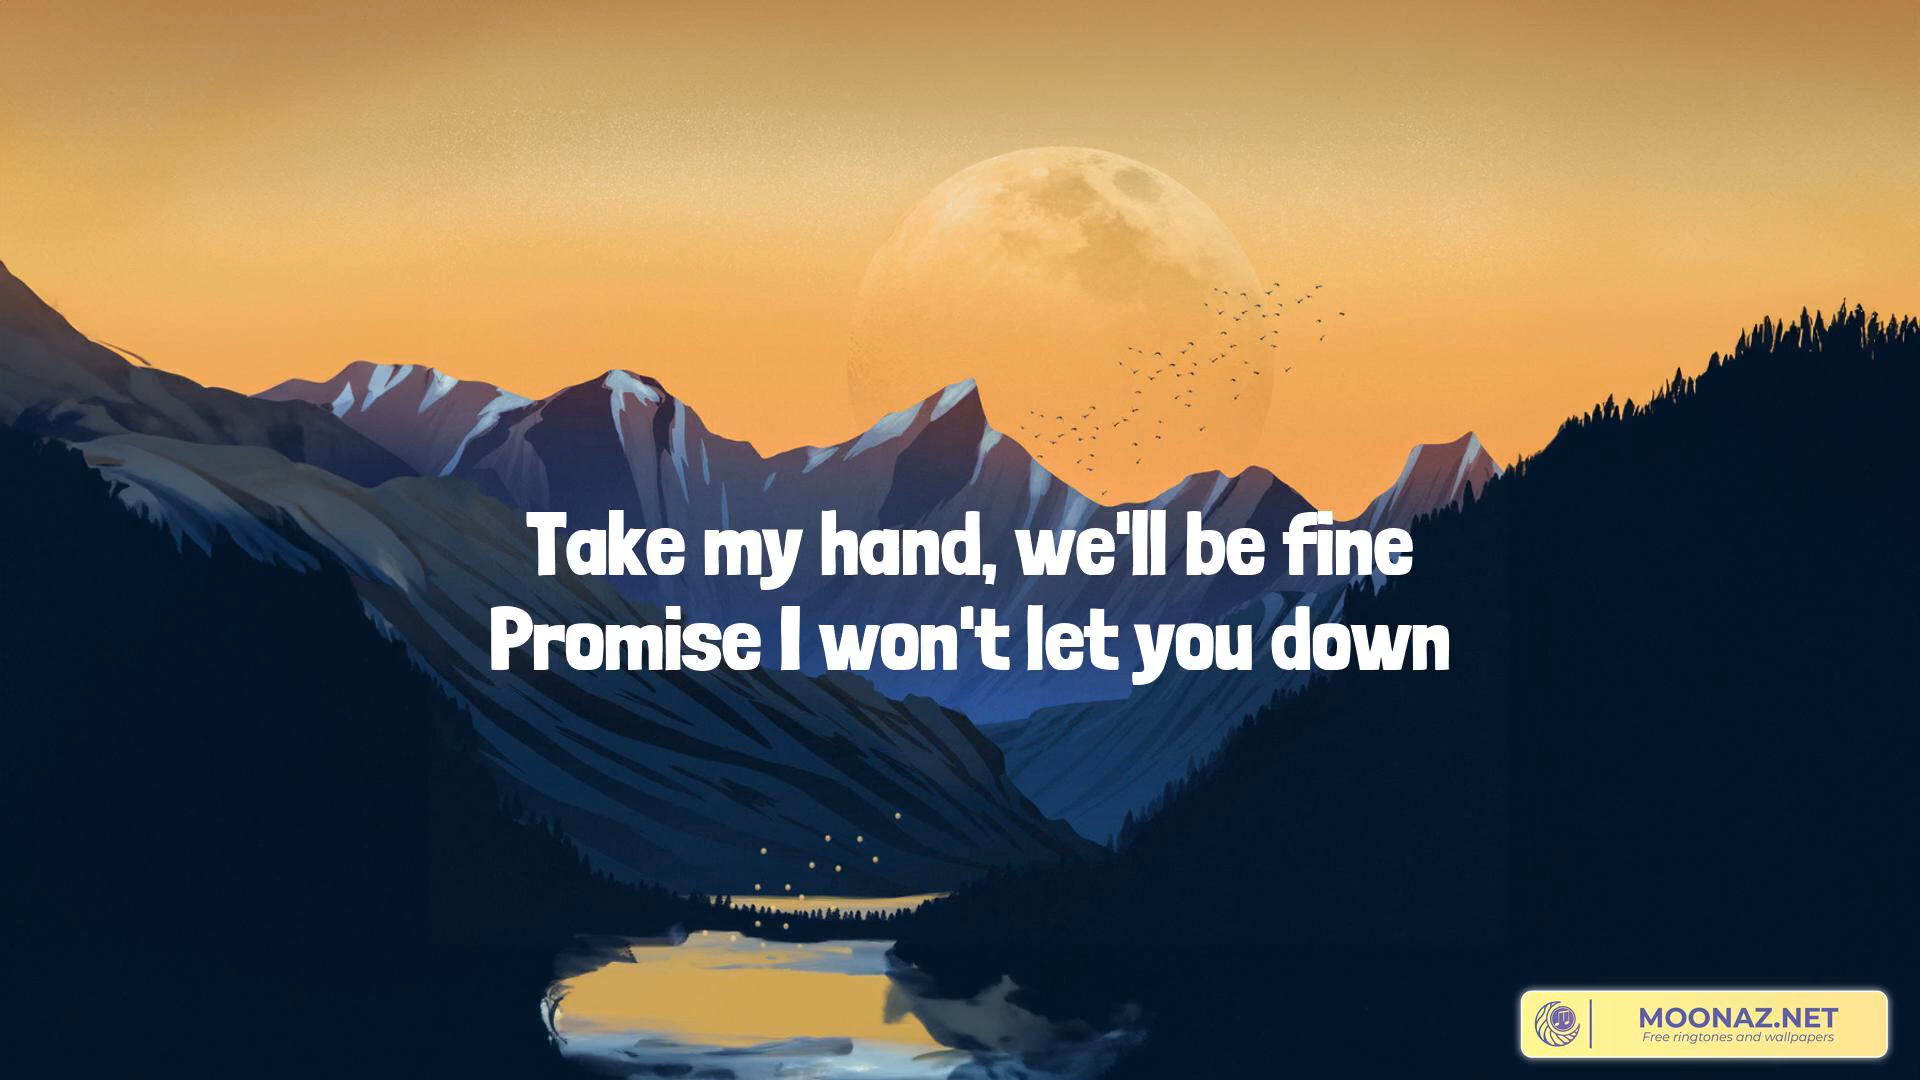 Take my hand, we'll be fine
Promise I won't let you down
MOONAZ.NET
Free ringtones and wallpapers